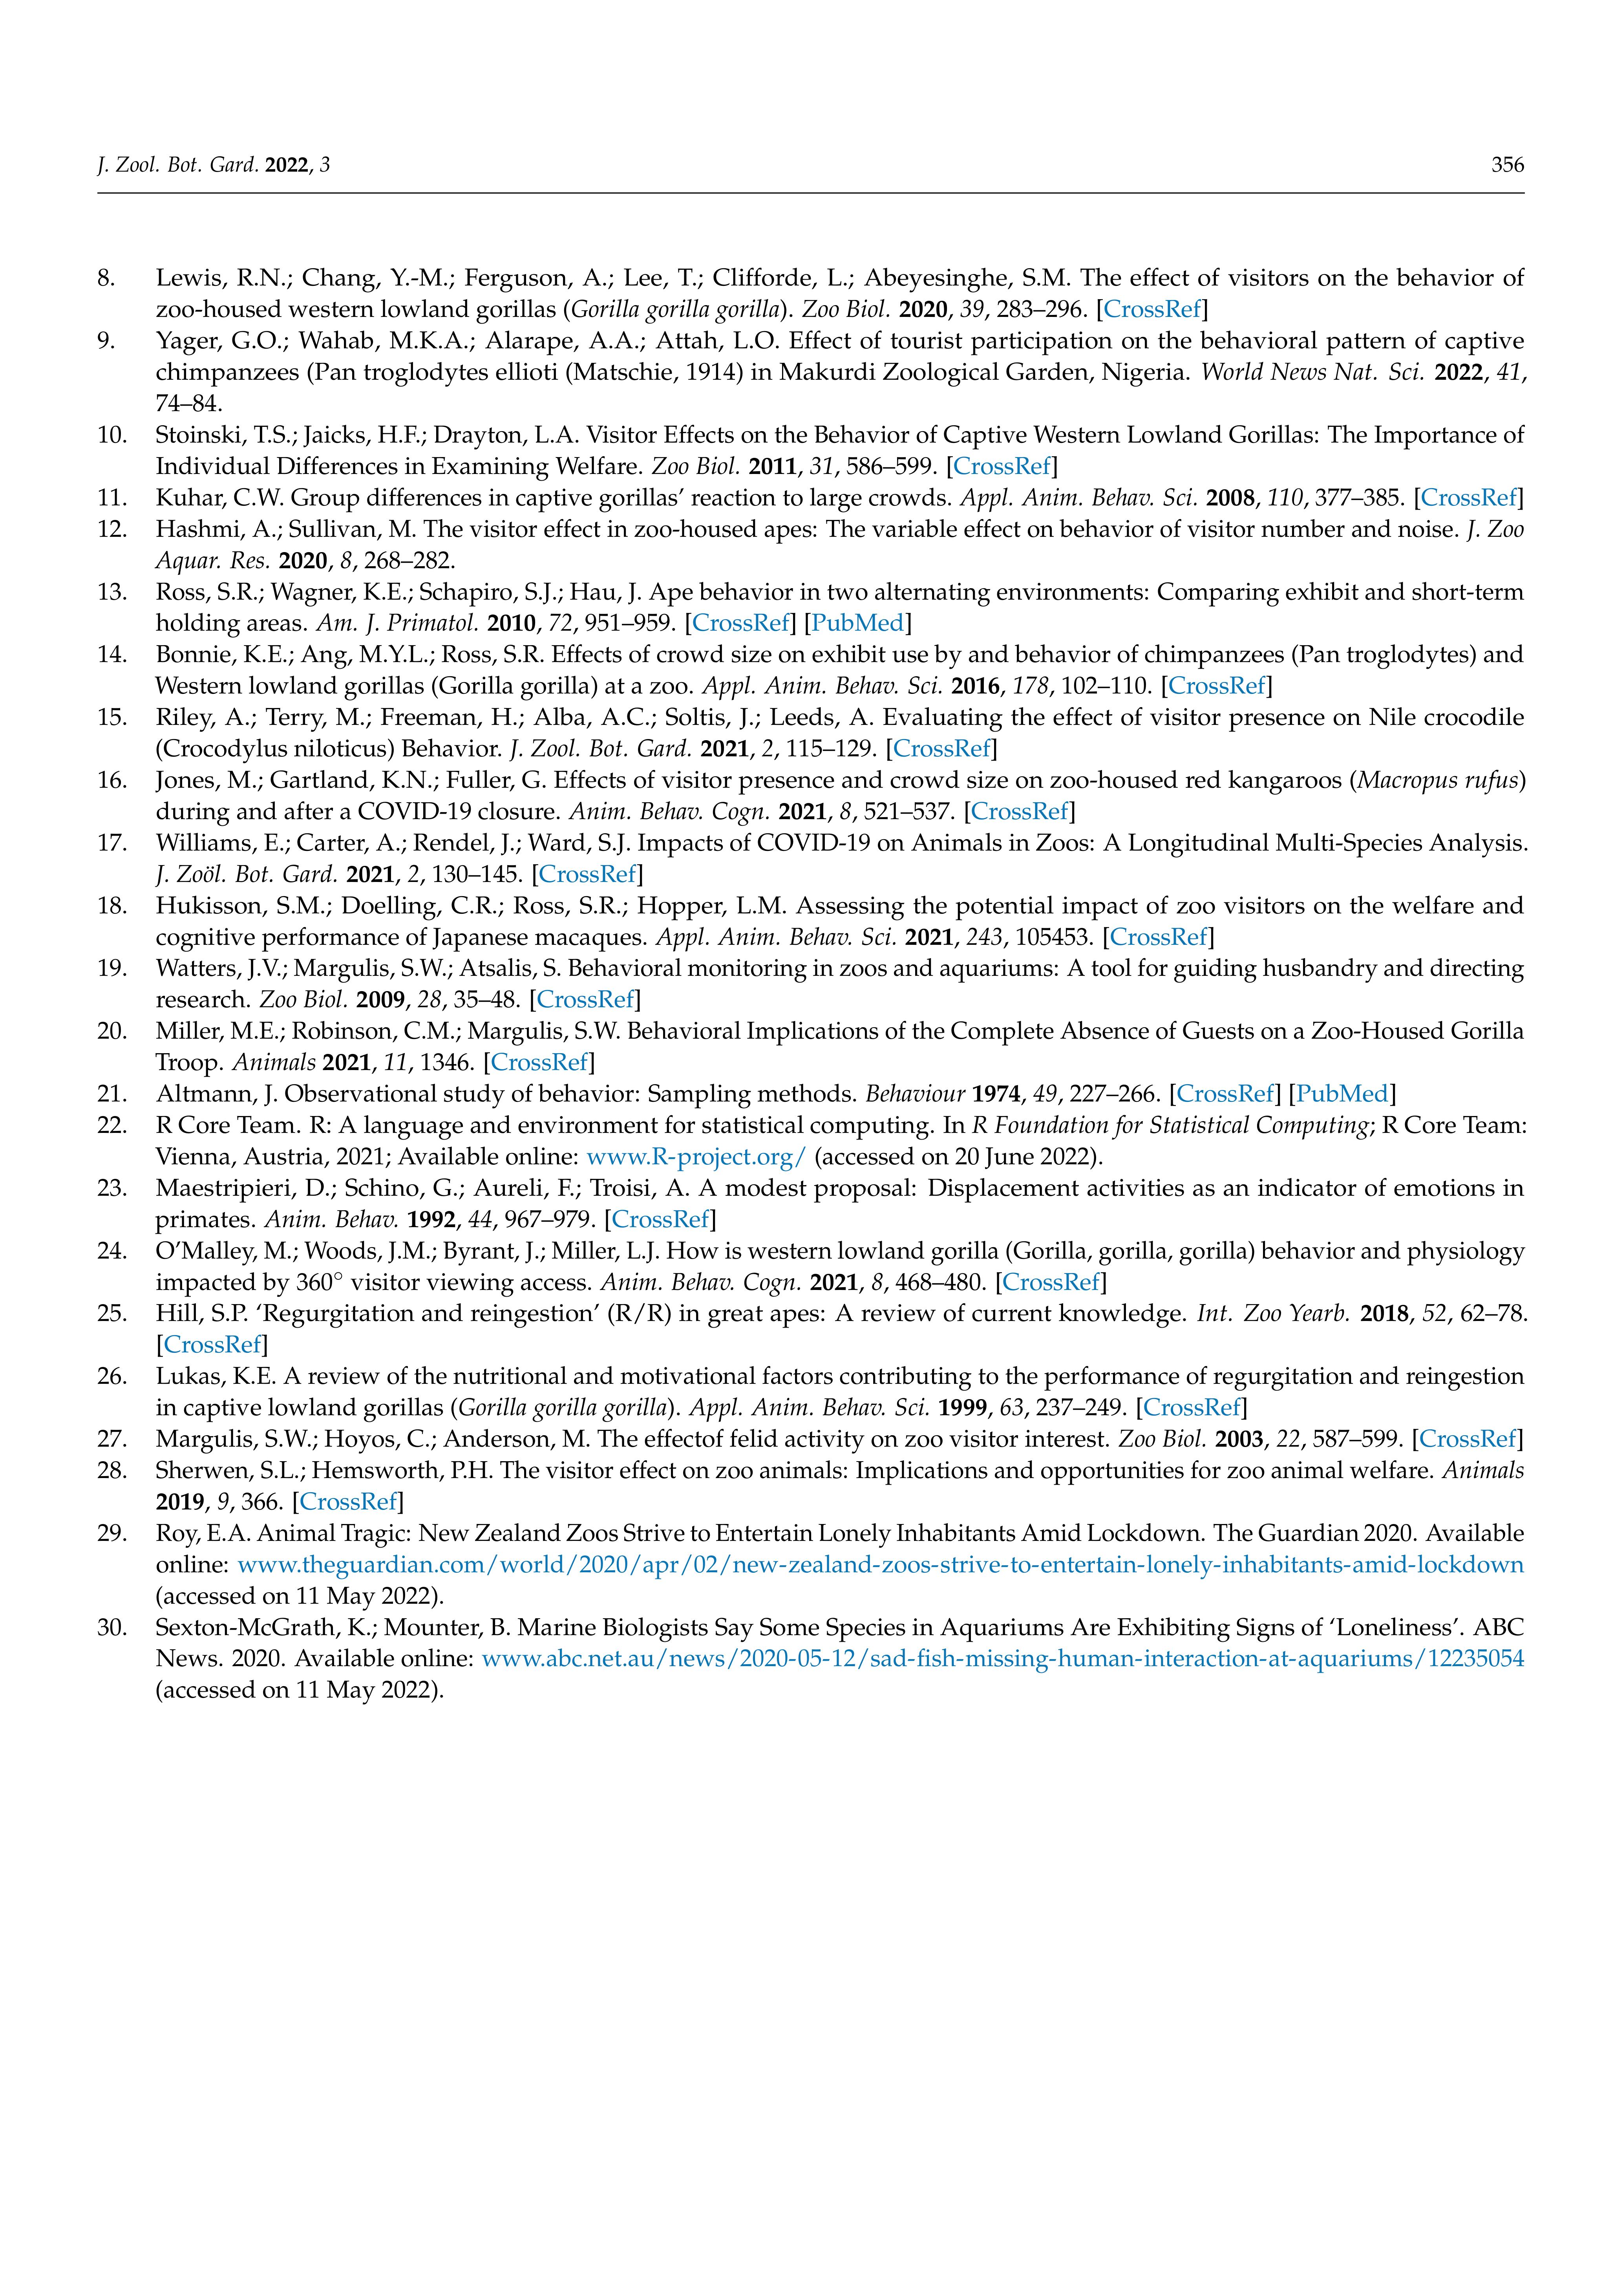 J. Zool. Bot. Gard. 2022, 3
356
8. Lewis, R.N.; Chang, Y.-M.; Ferguson, A.; Lee, T.; Clifforde, L.; Abeyesinghe, S.M. The effect of visitors on the behavior of
zoo-housed western lowland gorillas (Gorilla gorilla gorilla). Zoo Biol. 2020, 39, 283–296. [CrossRef]
9. Yager, G.O.; Wahab, M.K.A.; Alarape, A.A.; Attah, L.O. Effect of tourist participation on the behavioral pattern of captive
chimpanzees (Pan troglodytes ellioti (Matschie, 1914) in Makurdi Zoological Garden, Nigeria. World News Nat. Sci. 2022, 41,
74–84.
10. Stoinski, T.S.; Jaicks, H.F.; Drayton, L.A. Visitor Effects on the Behavior of Captive Western Lowland Gorillas: The Importance of
Individual Differences in Examining Welfare. Zoo Biol. 2011, 31, 586–599. [CrossRef]
11. Kuhar, C.W. Group differences in captive gorillas’ reaction to large crowds. Appl. Anim. Behav. Sci. 2008, 110, 377–385. [CrossRef]
12. Hashmi, A.; Sullivan, M. The visitor effect in zoo-housed apes: The variable effect on behavior of visitor number and noise. J. Zoo
Aquar. Res. 2020, 8, 268–282.
13. Ross, S.R.; Wagner, K.E.; Schapiro, S.J.; Hau, J. Ape behavior in two alternating environments: Comparing exhibit and short-term
holding areas. Am. J. Primatol. 2010, 72, 951–959. [CrossRef] [PubMed]
14. Bonnie, K.E.; Ang, M.Y.L.; Ross, S.R. Effects of crowd size on exhibit use by and behavior of chimpanzees (Pan troglodytes) and
Western lowland gorillas (Gorilla gorilla) at a zoo. Appl. Anim. Behav. Sci. 2016, 178, 102–110. [CrossRef]
15. Riley, A.; Terry, M.; Freeman, H.; Alba, A.C.; Soltis, J.; Leeds, A. Evaluating the effect of visitor presence on Nile crocodile
(Crocodylus niloticus) Behavior. J. Zool. Bot. Gard. 2021, 2, 115–129. [CrossRef]
16. Jones, M.; Gartland, K.N.; Fuller, G. Effects of visitor presence and crowd size on zoo-housed red kangaroos (Macropus rufus)
during and after a COVID-19 closure. Anim. Behav. Cogn. 2021, 8, 521–537. [CrossRef]
17. Williams, E.; Carter, A.; Rendel, J.; Ward, S.J. Impacts of COVID-19 on Animals in Zoos: A Longitudinal Multi-Species Analysis.
J. Zoöl. Bot. Gard. 2021, 2, 130–145. [CrossRef]
18. Hukisson, S.M.; Doelling, C.R.; Ross, S.R.; Hopper, L.M. Assessing the potential impact of zoo visitors on the welfare and
cognitive performance of Japanese macaques. Appl. Anim. Behav. Sci. 2021, 243, 105453. [CrossRef]
19. Watters, J.V.; Margulis, S.W.; Atsalis, S. Behavioral monitoring in zoos and aquariums: A tool for guiding husbandry and directing
research. Zoo Biol. 2009, 28, 35–48. [CrossRef]
20. Miller, M.E.; Robinson, C.M.; Margulis, S.W. Behavioral Implications of the Complete Absence of Guests on a Zoo-Housed Gorilla
Troop. Animals 2021, 11, 1346. [CrossRef]
21. Altmann, J. Observational study of behavior: Sampling methods. Behaviour 1974, 49, 227–266. [CrossRef] [PubMed]
22. R Core Team. R: A language and environment for statistical computing. In R Foundation for Statistical Computing; R Core Team:
Vienna, Austria, 2021; Available online: www.R-project.org/ (accessed on 20 June 2022).
23. Maestripieri, D.; Schino, G.; Aureli, F.; Troisi, A. A modest proposal: Displacement activities as an indicator of emotions in
primates. Anim. Behav. 1992, 44, 967–979. [CrossRef]
24. O’Malley, M.; Woods, J.M.; Byrant, J.; Miller, L.J. How is western lowland gorilla (Gorilla, gorilla, gorilla) behavior and physiology
impacted by 360° visitor viewing access. Anim. Behav. Cogn. 2021, 8, 468–480. [CrossRef]
25. Hill, S.P. ‘Regurgitation and reingestion’ (R/R) in great apes: A review of current knowledge. Int. Zoo Yearb. 2018, 52, 62–78.
[CrossRef]
26. Lukas, K.E. A review of the nutritional and motivational factors contributing to the performance of regurgitation and reingestion
in captive lowland gorillas (Gorilla gorilla gorilla). Appl. Anim. Behav. Sci. 1999, 63, 237–249. [CrossRef]
27. Margulis, S.W.; Hoyos, C.; Anderson, M. The effectof felid activity on zoo visitor interest. Zoo Biol. 2003, 22, 587–599. [CrossRef]
28. Sherwen, S.L.; Hemsworth, P.H. The visitor effect on zoo animals: Implications and opportunities for zoo animal welfare. Animals
2019, 9, 366. [CrossRef]
29. Roy, E.A. Animal Tragic: New Zealand Zoos Strive to Entertain Lonely Inhabitants Amid Lockdown. The Guardian 2020. Available
online: www.theguardian.com/world/2020/apr/02/new-zealand-zoos-strive-to-entertain-lonely-inhabitants-amid-lockdown
(accessed on 11 May 2022).
30. Sexton-McGrath, K.; Mounter, B. Marine Biologists Say Some Species in Aquariums Are Exhibiting Signs of ‘Loneliness’. ABC
News. 2020. Available online: www.abc.net.au/news/2020-05-12/sad-fish-missing-human-interaction-at-aquariums/12235054
(accessed on 11 May 2022).